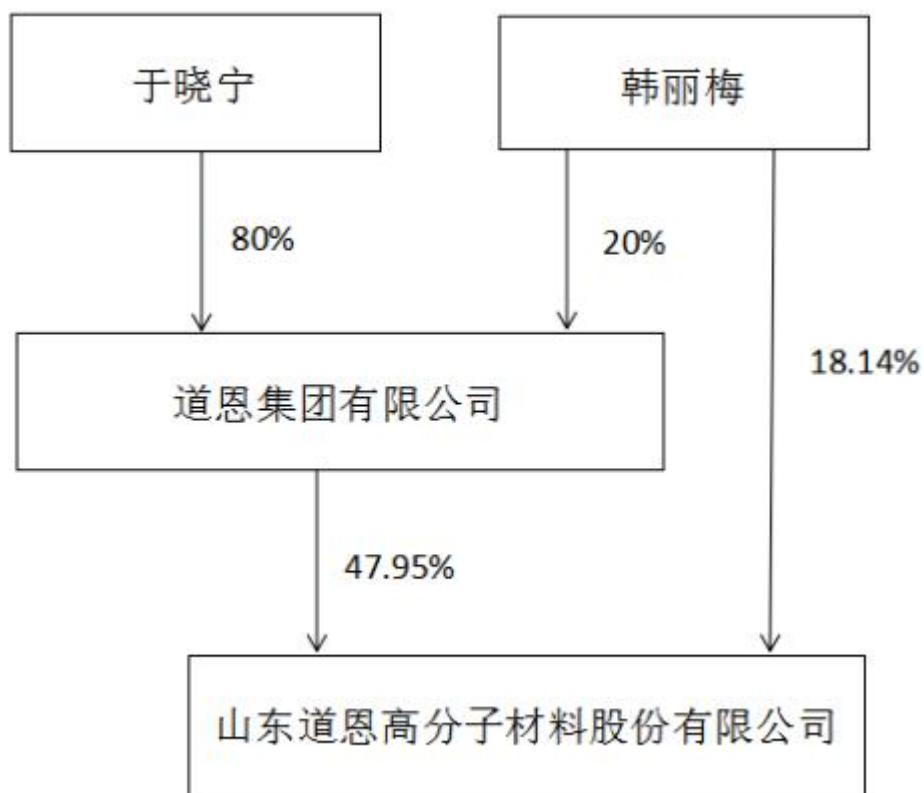 于晓宁
韩丽梅
80%
20%
18.14%
道恩集团有限公司
47.95%
山东道恩高分子材料股份有限公司